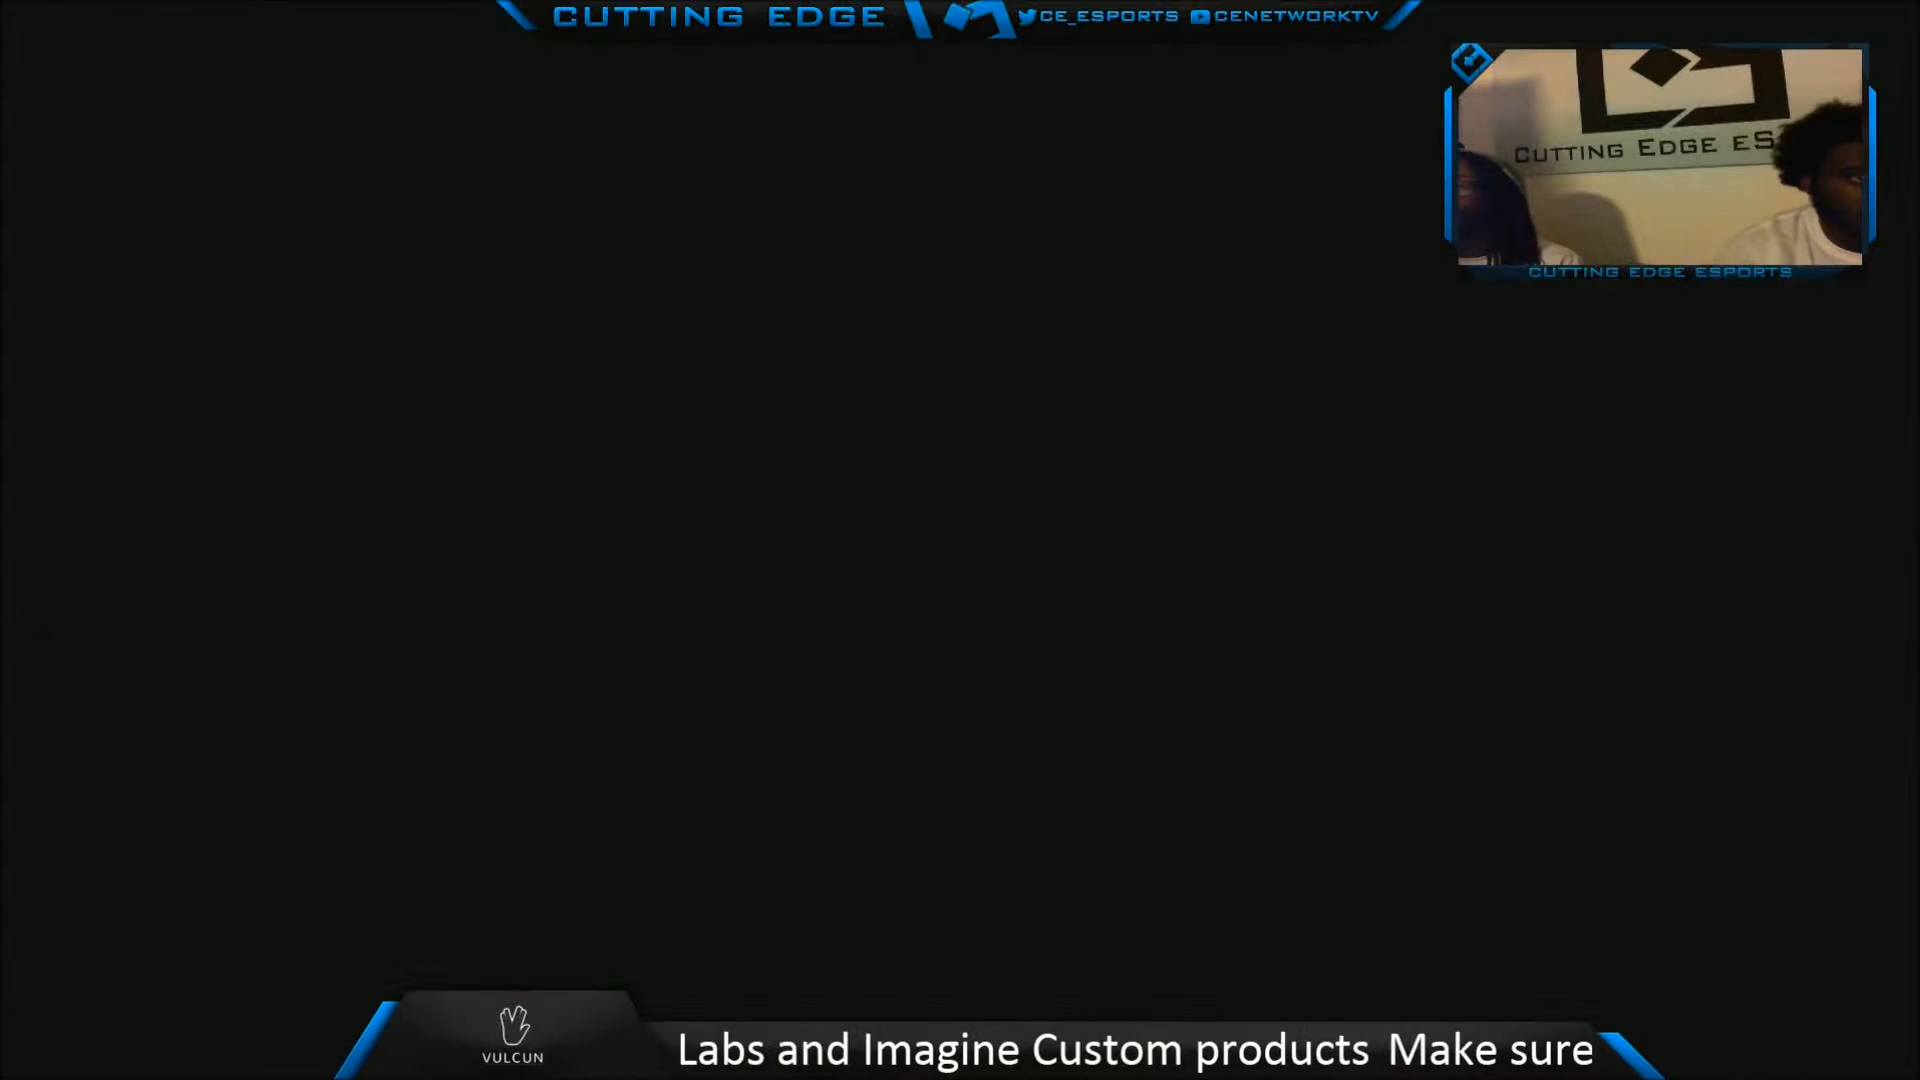 CUTTING EDGE CE_ESPORTS CENETWORKTV
CUTTING EDGE eS
CUTTING EDGE ESPORTS
VULCUN
Labs and Imagine Custom products Make sure